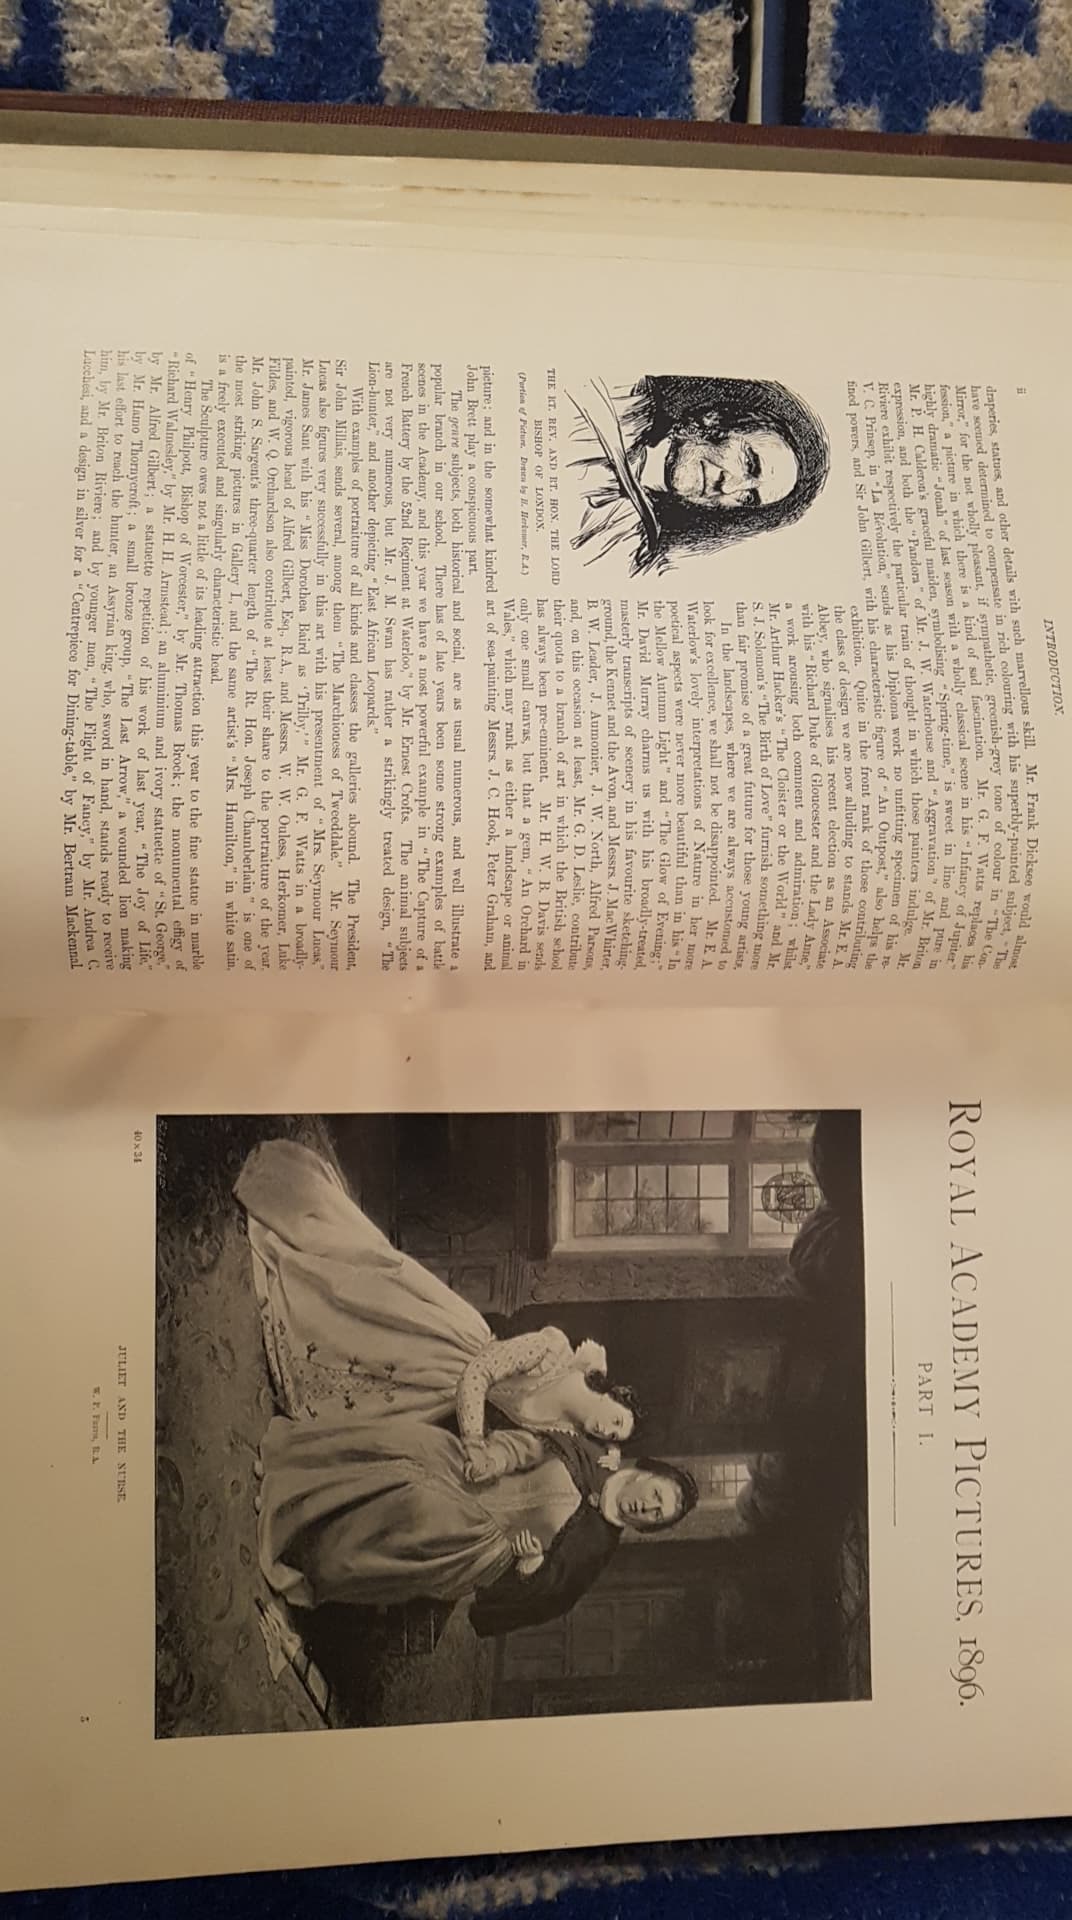 ii
INTRODUCTION.
draperies, statues, and other details with such marvellous skill. Mr. Frank Dicksee would almost
have seemed determined to compensate in rich colouring with his superbly-painted subject, "The
Mirror," for the not wholly pleasant, if sympathetic, greenish-grey tone of colour in "The Con-
fession," a picture in which there is a kind of sad fascination. Mr. G. F. Watts replaces his
highly dramatic "Jonah" of last season with a wholly classical scene in his "Infancy of Jupiter."
Mr. P. H. Calderon's graceful maiden, symbolising "Spring-time," is sweet in line and pure in
expression, and both the "Pandora" of Mr. J. W. Waterhouse and "Aggravation" of Mr. Briton
Riviere exhibit respectively the particular train of thought in which those painters indulge. Mr.
V. C. Prinsep, in "La Révolution," sends as his Diploma work no unfitting specimen of his re-
fined powers, and Sir John Gilbert, with his characteristic figure of "An Outpost," also helps the
exhibition. Quite in the front rank of those contributing
the class of design we are now alluding to stands Mr. E. A.
Abbey, who signalises his recent election as an Associate
with his "Richard Duke of Gloucester and the Lady Anne,"
a work arousing both comment and admiration; whilst
Mr. Arthur Hacker's "The Cloister or the World" and Mr.
S. J. Solomon's "The Birth of Love" furnish something more
than fair promise of a great future for those young artists.
In the landscapes, where we are always accustomed to
look for excellence, we shall not be disappointed. Mr. E. A.
Waterlow's lovely interpretations of Nature in her more
poetical aspects were never more beautiful than in his "In
the Mellow Autumn Light" and "The Glow of Evening;"
Mr. David Murray charms us with his broadly-treated,
masterly transcripts of scenery in his favourite sketching-
ground, the Kennet and the Avon, and Messrs. J. MacWhirter,
B. W. Leader, J. Aumonier, J. W. North, Alfred Parsons,
and, on this occasion at least, Mr. G. D. Leslie, contribute
their quota to a branch of art in which the British school
has always been pre-eminent. Mr. H. W. B. Davis sends
only one small canvas, but that a gem, "An Orchard in
Wales," which may rank as either a landscape or animal
THE RT. REV. AND RT. HON. THE LORD
BISHOP OF LONDON.
(Portion of Picture. Drawn by H. Herkomer, R.A.)
picture; and in the somewhat kindred art of sea-painting Messrs. J. C. Hook, Peter Graham, and
John Brett play a conspicuous part.
The genre subjects, both historical and social, are as usual numerous, and well illustrate a
popular branch in our school. There has of late years been some strong examples of battle
scenes in the Academy, and this year we have a most powerful example in "The Capture of a
French Battery by the 52nd Regiment at Waterloo," by Mr. Ernest Crofts. The animal subjects
are not very numerous, but Mr. J. M. Swan has rather a strikingly treated design, "The
Lion-hunter," and another depicting "East African Leopards."
With examples of portraiture of all kinds and classes the galleries abound. The President,
Sir John Millais, sends several, among them "The Marchioness of Tweeddale." Mr. Seymour
Lucas also figures very successfully in this art with his presentment of "Mrs. Seymour Lucas,"
Mr. James Sant with his "Miss Dorothea Baird as 'Trilby,'" Mr. G. F. Watts in a broadly-
painted, vigorous head of Alfred Gilbert, Esq., R.A., and Messrs. W. W. Ouless, Herkomer, Luke
Fildes, and W. Q. Orchardson also contribute at least their share to the portraiture of the year.
Mr. John S. Sargent's three-quarter length of "The Rt. Hon. Joseph Chamberlain" is one of
the most striking pictures in Gallery I., and the same artist's "Mrs. Hamilton," in white satin,
is a freely executed and singularly characteristic head.
The Sculpture owes not a little of its leading attraction this year to the fine statue in marble
of "Henry Philpott, Bishop of Worcester," by Mr. Thomas Brock; the monumental effigy of
"Richard Walmesley," by Mr. H. H. Armstead; an aluminium and ivory statuette of "St. George,"
by Mr. Alfred Gilbert; a statuette repetition of his work of last year, "The Joy of Life,"
by Mr. Hamo Thornycroft; a small bronze group, "The Last Arrow," a wounded lion making
his last effort to reach the hunter, an Assyrian king, who, sword in hand, stands ready to receive
him, by Mr. Briton Riviere; and by younger men, "The Flight of Fancy," by Mr. Andrea C.
Lucchesi, and a design in silver for a "Centrepiece for Dining-table," by Mr. Bertram Mackennal
ROYAL ACADEMY PICTURES, 1896.
PART I.
40 x 34
JULIET AND THE NURSE.
W. P. Frith, R.A.
5